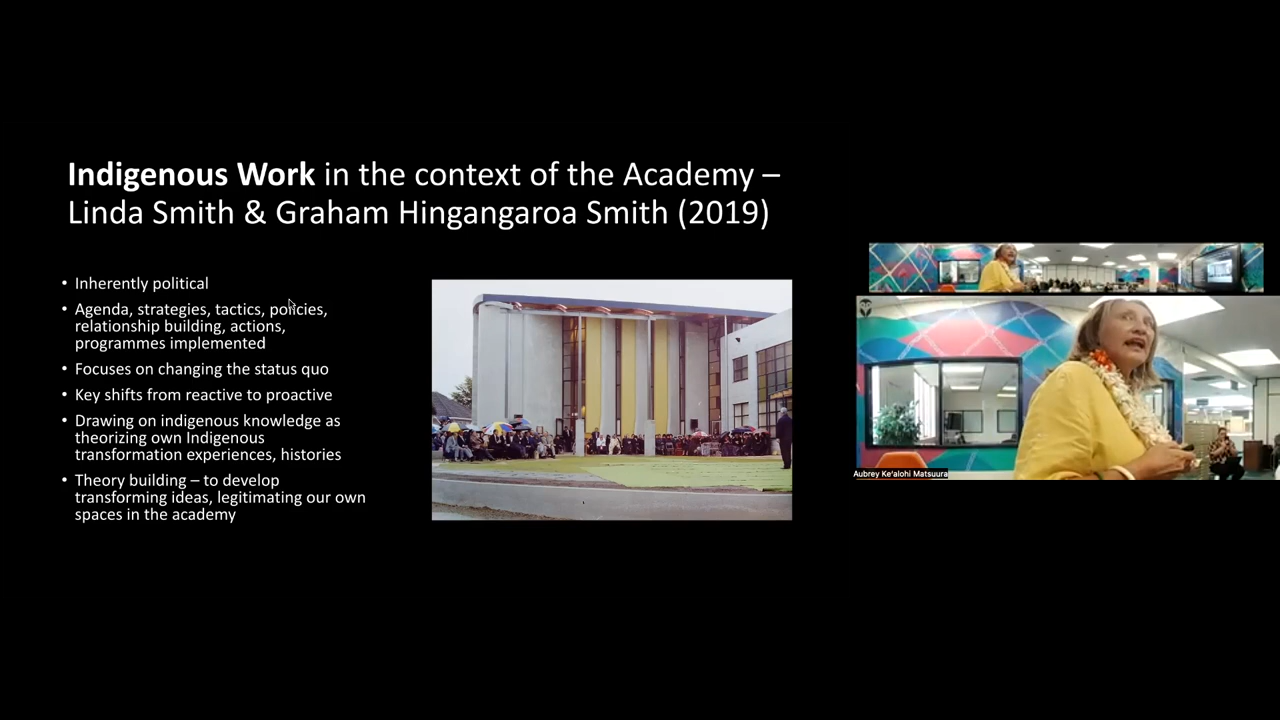 Indigenous Work in the context of the Academy –
Linda Smith & Graham Hingangaroa Smith (2019)
• Inherently political
• Agenda, strategies, tactics, policies,
relationship building, actions,
programmes implemented
• Focuses on changing the status quo
• Key shifts from reactive to proactive
• Drawing on indigenous knowledge as
theorizing own Indigenous
transformation experiences, histories
• Theory building – to develop
transforming ideas, legitimating our own
spaces in the academy
Aubrey Ke'alohi Matsuura